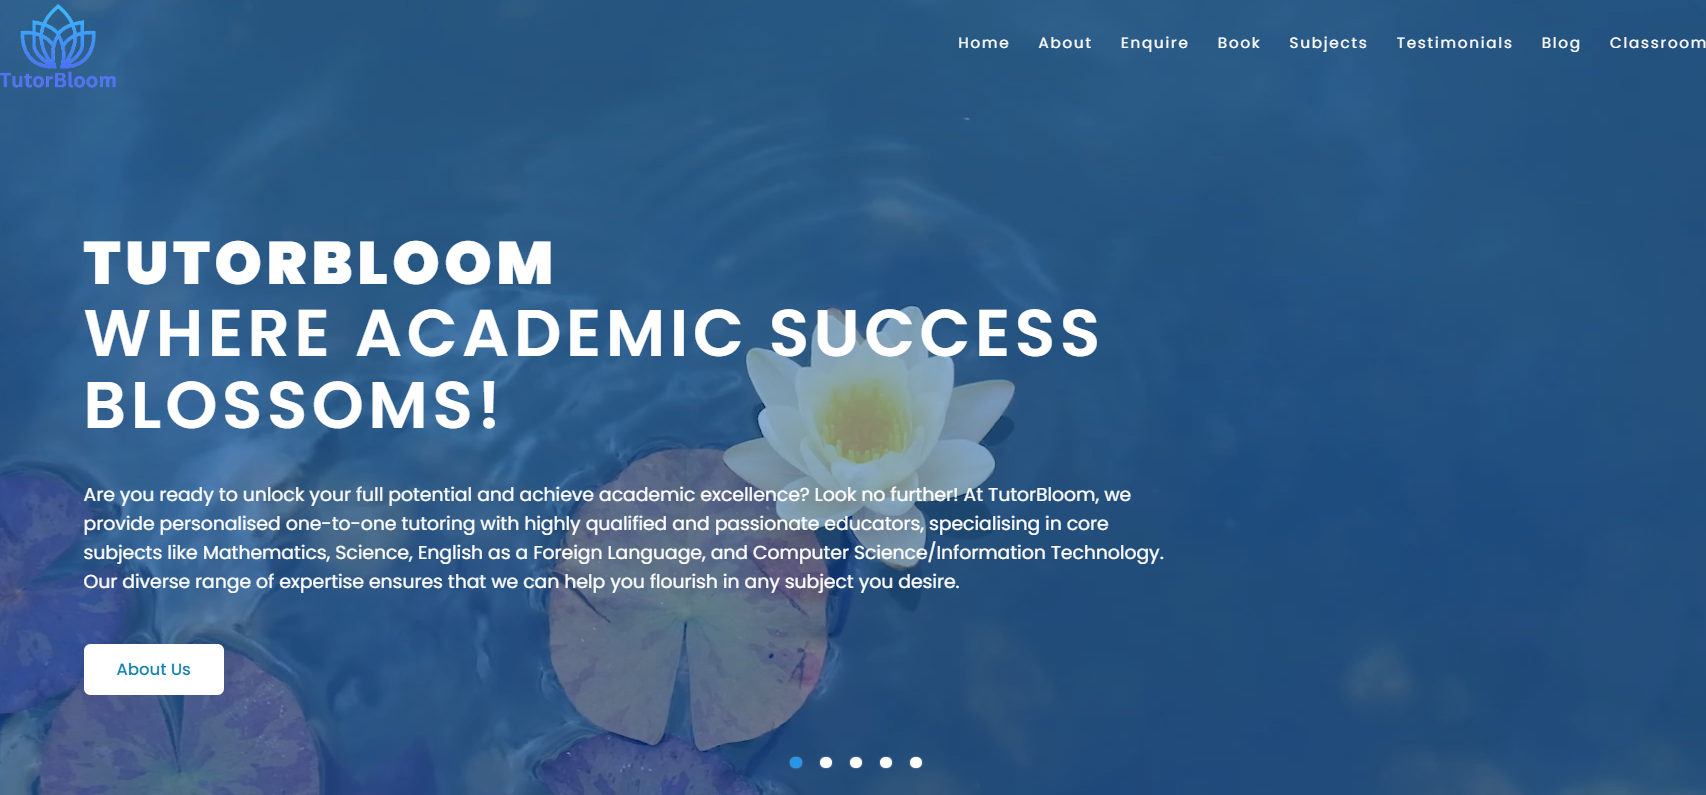 TutorBloom
Home About Enquire Book Subjects Testimonials Blog Classroom
TUTORBLOOM
WHERE ACADEMIC SUCCESS
BLOSSOMS!
Are you ready to unlock your full potential and achieve academic excellence? Look no further! At TutorBloom, we
provide personalised one-to-one tutoring with highly qualified and passionate educators, specialising in core
subjects like Mathematics, Science, English as a Foreign Language, and Computer Science/Information Technology.
Our diverse range of expertise ensures that we can help you flourish in any subject you desire.
About Us